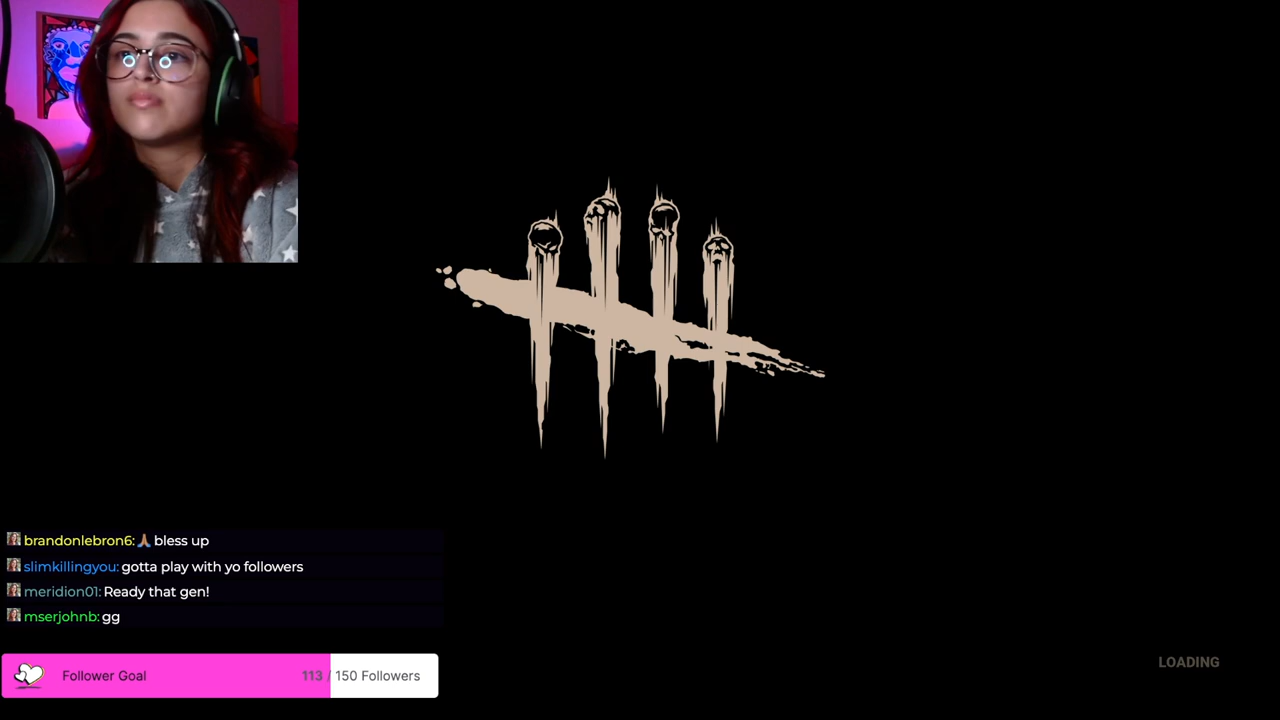 brandonlebron6:🙏🏽 bless up
slimkillingyou: gotta play with yo followers
meridion01: Ready that gen!
mserjohnb: gg
Follower Goal 113 / 150 Followers
LOADING